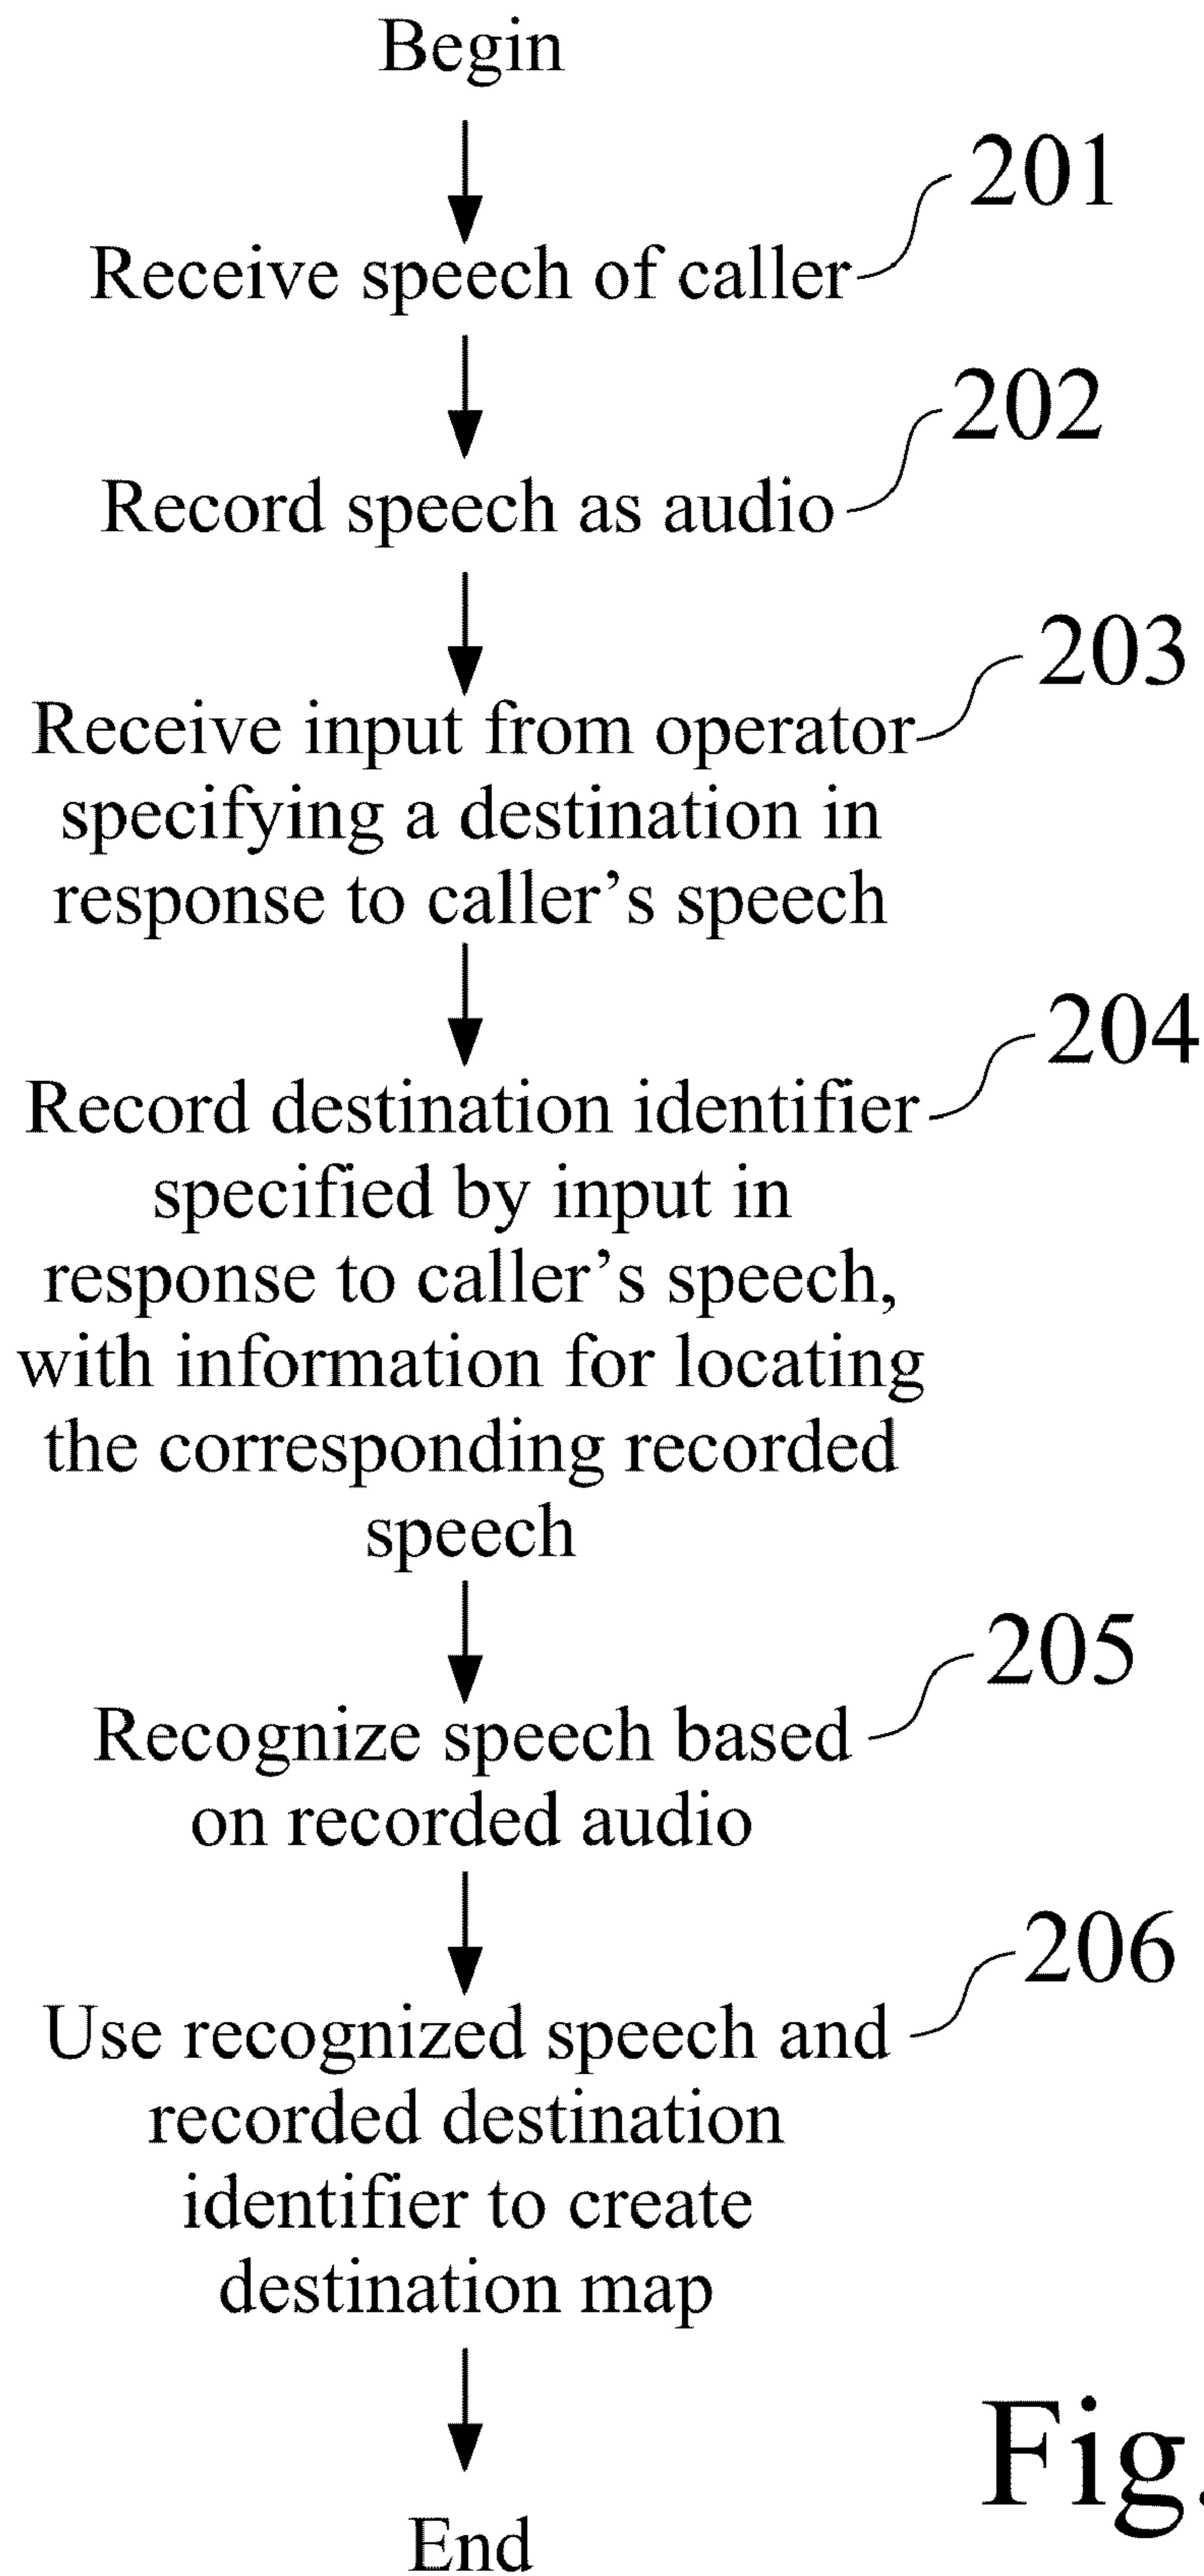 Begin
201
Receive speech of caller
202
Record speech as audio
203
Receive input from operator
specifying a destination in
response to caller’s speech
204
Record destination identifier
specified by input in
response to caller’s speech,
with information for locating
the corresponding recorded
speech
205
Recognize speech based
on recorded audio
206
Use recognized speech and
recorded destination
identifier to create
destination map
End
Fig.